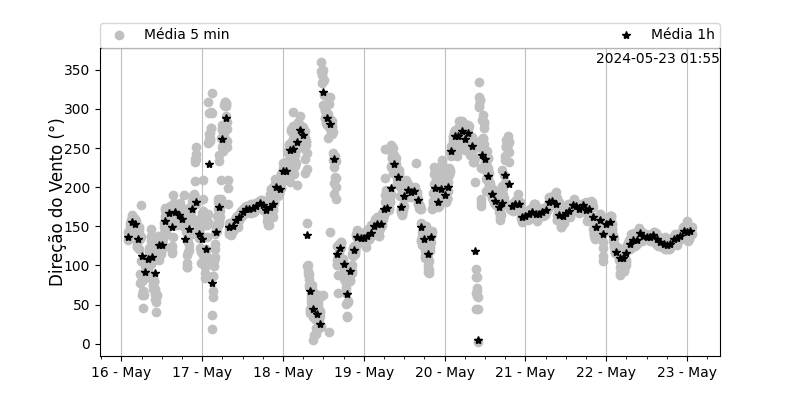 Média 5 min
Média 1h
2024-05-23 01:55
Direção do Vento (°)
350
300
250
200
150
100
50
0
16 - May
17 - May
18 - May
19 - May
20 - May
21 - May
22 - May
23 - May